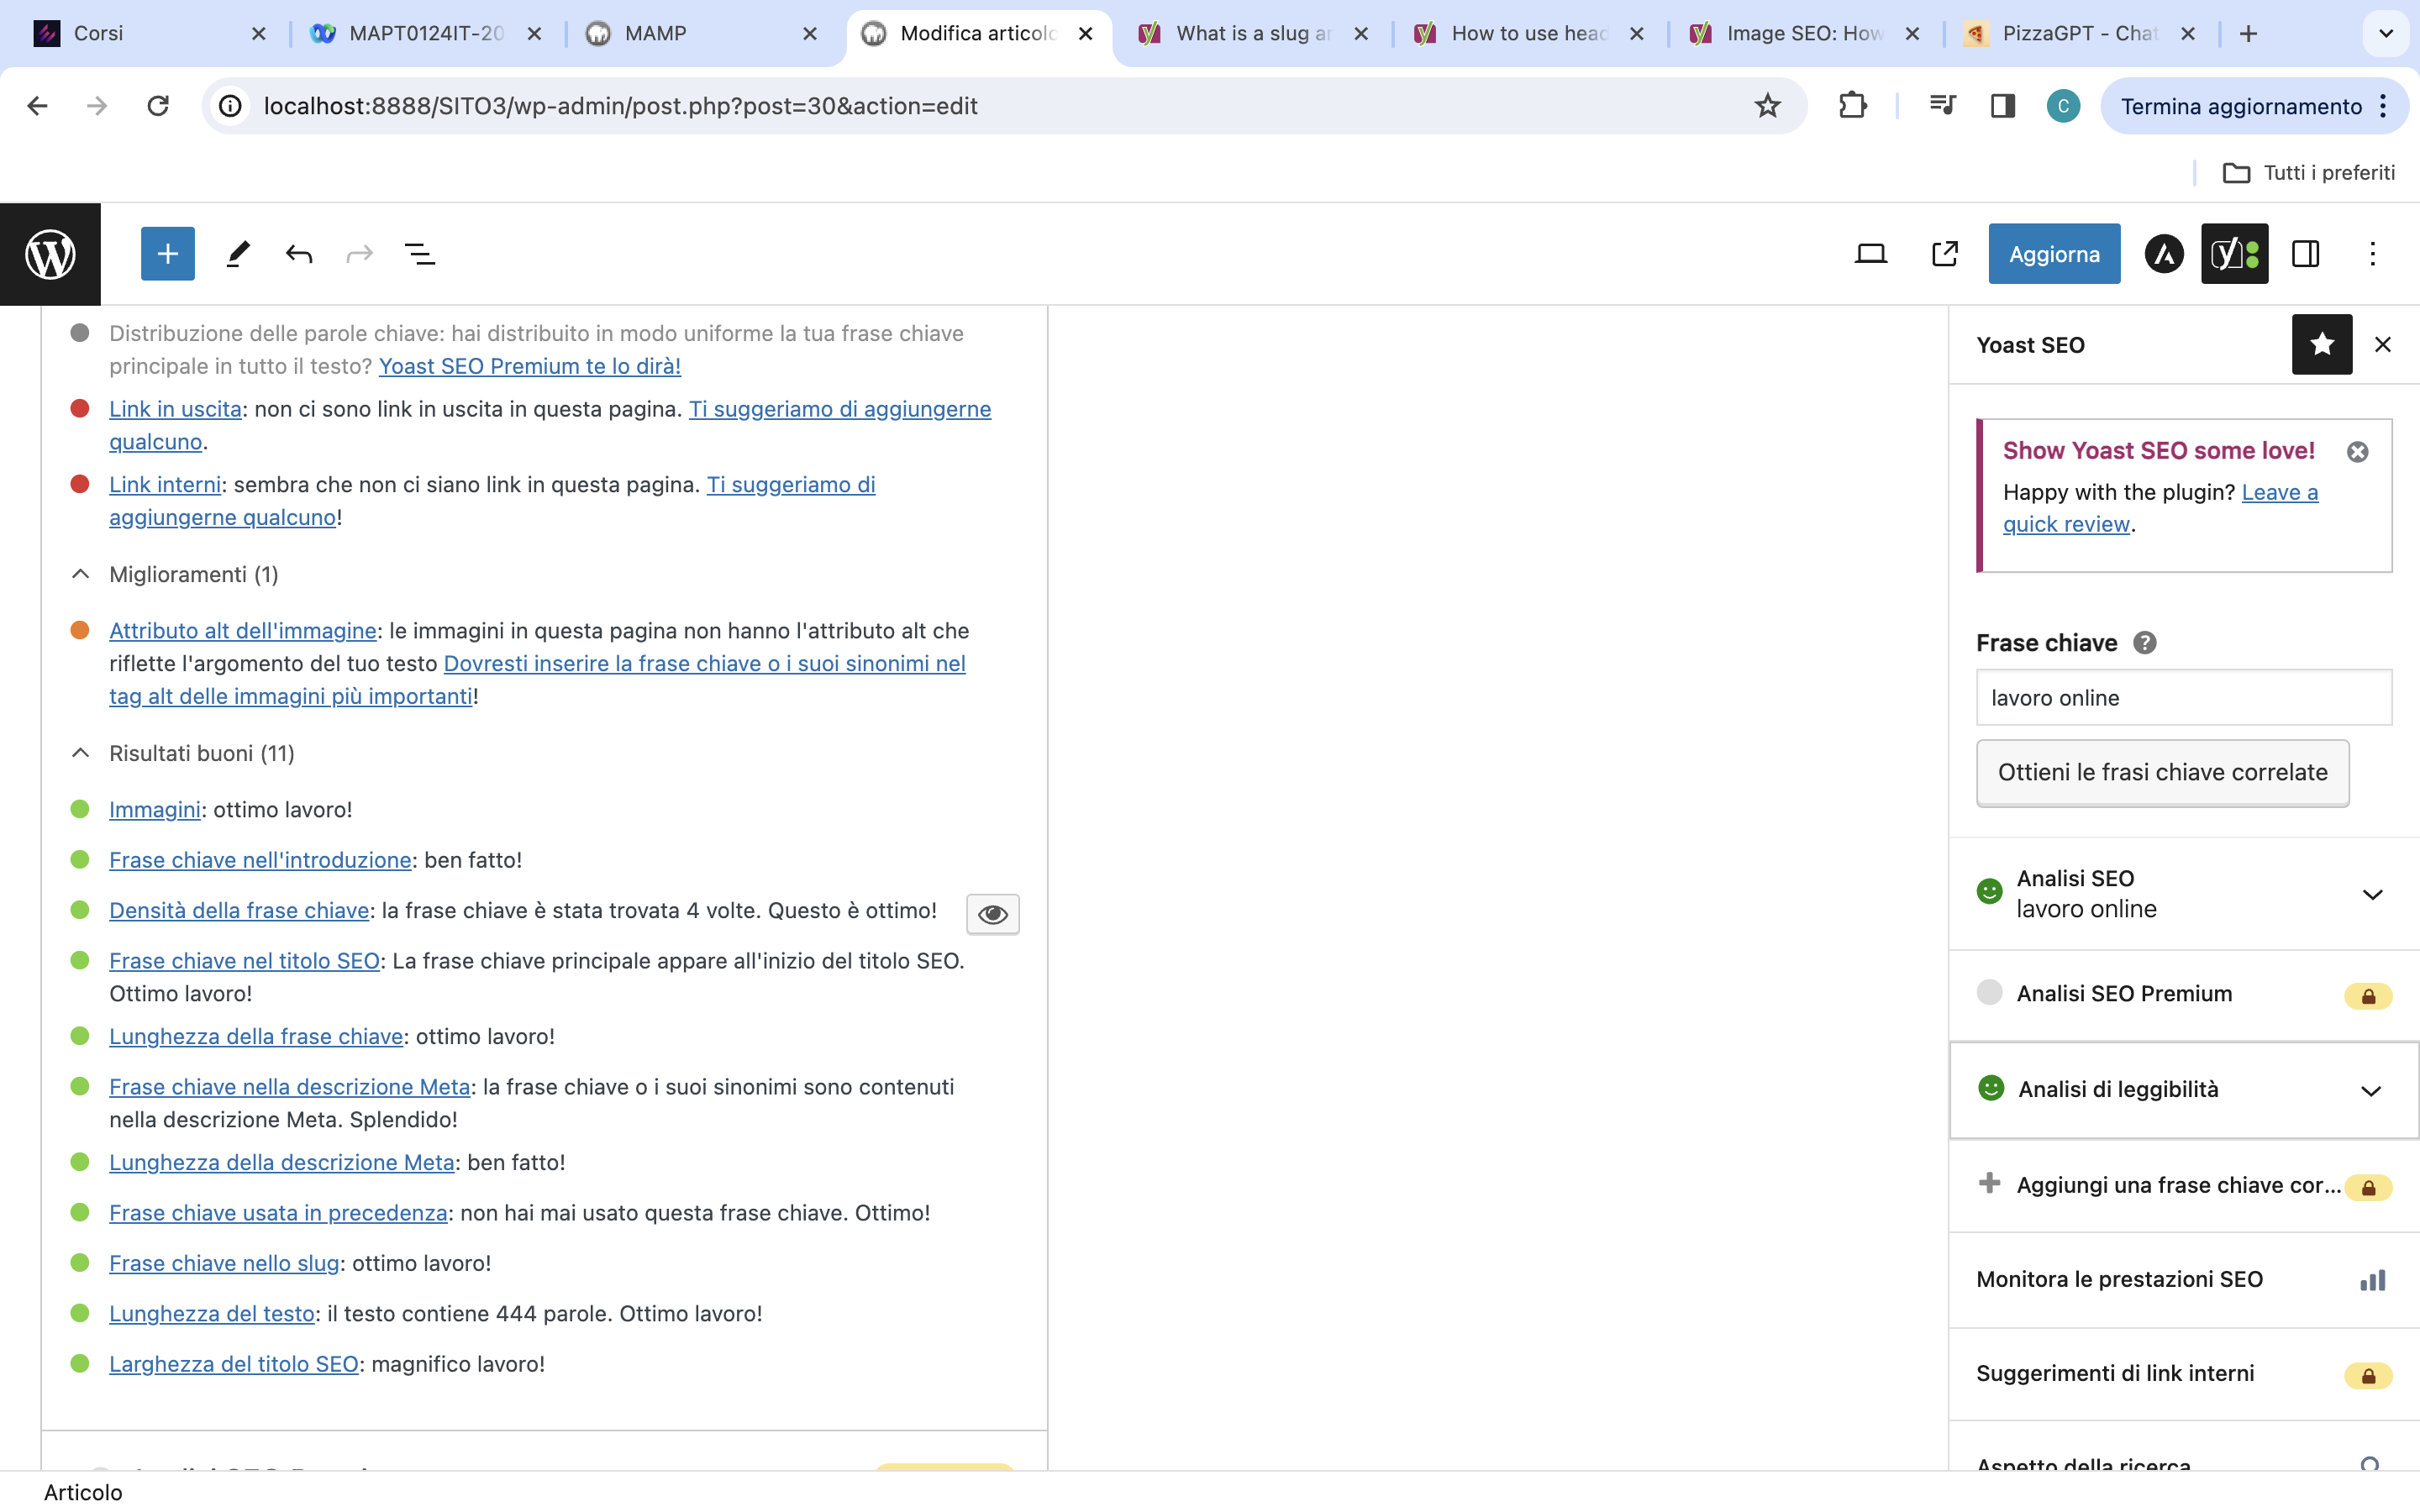 Corsi
MAPT0124IT-20
MAMP
Modifica articolo
What is a slug an
How to use head
Image SEO: How
PizzaGPT - Chat
localhost:8888/SITO3/wp-admin/post.php?post=30&action=edit
C
Termina aggiornamento
Tutti i preferiti
Aggiorna
Distribuzione delle parole chiave: hai distribuito in modo uniforme la tua frase chiave
principale in tutto il testo? Yoast SEO Premium te lo dirà!
Link in uscita: non ci sono link in uscita in questa pagina. Ti suggeriamo di aggiungerne
qualcuno.
Link interni: sembra che non ci siano link in questa pagina. Ti suggeriamo di
aggiungerne qualcuno!
Miglioramenti (1)
Attributo alt dell'immagine: le immagini in questa pagina non hanno l'attributo alt che
riflette l'argomento del tuo testo Dovresti inserire la frase chiave o i suoi sinonimi nel
tag alt delle immagini più importanti!
Risultati buoni (11)
Immagini: ottimo lavoro!
Frase chiave nell'introduzione: ben fatto!
Densità della frase chiave: la frase chiave è stata trovata 4 volte. Questo è ottimo!
Frase chiave nel titolo SEO: La frase chiave principale appare all'inizio del titolo SEO.
Ottimo lavoro!
Lunghezza della frase chiave: ottimo lavoro!
Frase chiave nella descrizione Meta: la frase chiave o i suoi sinonimi sono contenuti
nella descrizione Meta. Splendido!
Lunghezza della descrizione Meta: ben fatto!
Frase chiave usata in precedenza: non hai mai usato questa frase chiave. Ottimo!
Frase chiave nello slug: ottimo lavoro!
Lunghezza del testo: il testo contiene 444 parole. Ottimo lavoro!
Larghezza del titolo SEO: magnifico lavoro!
Yoast SEO
Show Yoast SEO some love!
Happy with the plugin? Leave a
quick review.
Frase chiave
lavoro online
Ottieni le frasi chiave correlate
Analisi SEO
lavoro online
Analisi SEO Premium
Analisi di leggibilità
Aggiungi una frase chiave cor...
Monitora le prestazioni SEO
Suggerimenti di link interni
Aspetto della ricerca
Articolo